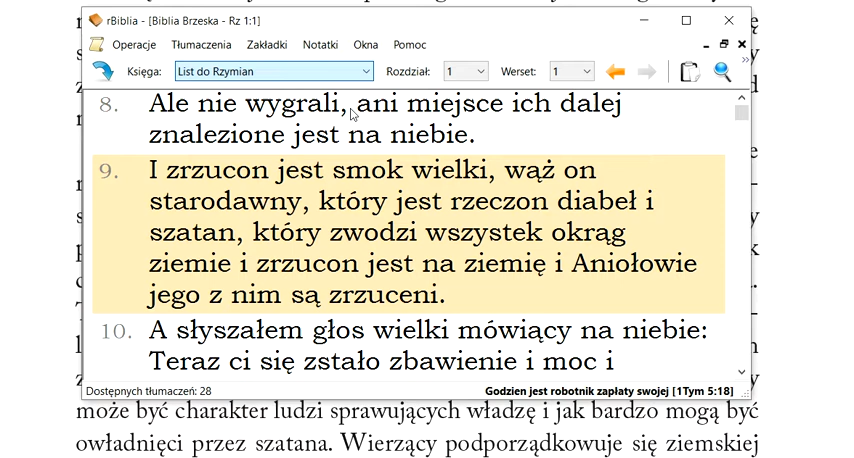 rBiblia - [Biblia Brzeska - Rz 1:1]
Operacje Tłumaczenia Zakładki Notatki Okna Pomoc
Księga: List do Rzymian Rozdział: 1 Werset: 1
8. Ale nie wygrali, ani miejsce ich dalej
znalezione jest na niebie.
9. I zrzucon jest smok wielki, wąż on
starodawny, który jest rzeczon diabeł i
szatan, który zwodzi wszystek okrąg
ziemie i zrzucon jest na ziemię i Aniołowie
jego z nim są zrzuceni.
10. A słyszałem głos wielki mówiący na niebie:
Teraz ci się zstało zbawienie i moc i
Dostępnych tłumaczeń: 28 Godzien jest robotnik zapłaty swojej [1Tym 5:18]
może być charakter ludzi sprawujących władzę i jak bardzo mogą być
owładnięci przez szatana. Wierzący podporządkowuje się ziemskiej